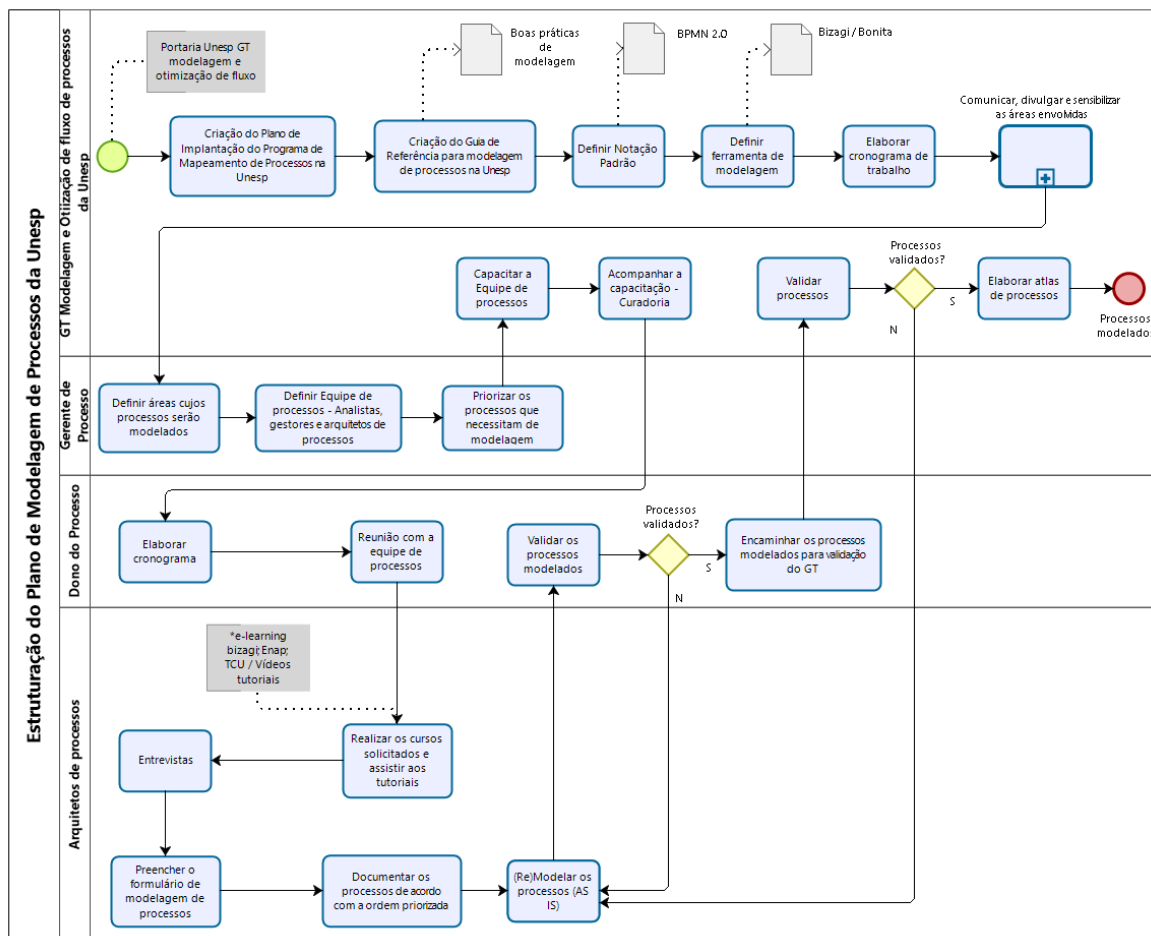 Estruturação do Plano de Modelagem de Processos da Unesp
GT Modelagem e Otiização de fluxo de processos
da Unesp
Portaria Unesp GT
modelagem e
otimização de fluxo
Boas práticas
de
modelagem
BPMN 2.0
Bizagi / Bonita
Criação do Plano de
Implantação do Programa de
Mapeamento de Processos na
Unesp
Criação do Guia de
Referência para modelagem
de processos na Unesp
Definir Notação
Padrão
Definir
ferramenta de
modelagem
Elaborar
cronograma de
trabalho
Comunicar, divulgar e sensibilizar
as áreas envolvidas
Capacitar a
Equipe de
processos
Acompanhar a
capacitação -
Curadoria
Validar
processos
Processos
validados?
S
N
Elaborar atlas
de processos
Processos
modelados
Gerente de
Processo
Definir áreas cujos
processos serão
modelados
Definir Equipe de
processos - Analistas,
gestores e arquitetos de
processos
Priorizar os
processos que
necessitam de
modelagem
Dono do Processo
Elaborar
cronograma
Reunião com a
equipe de
processos
Validar os
processos
modelados
Processos
validados?
S
N
Encaminhar os processos
modelados para validação
do GT
Arquitetos de processos
*e-learning
bizagi; Enap;
TCU / Vídeos
tutoriais
Entrevistas
Realizar os cursos
solicitados e
assistir aos
tutoriais
Preencher o
formulário de
modelagem de
processos
Documentar os
processos de acordo
com a ordem priorizada
(Re)Modelar os
processos (AS
IS)